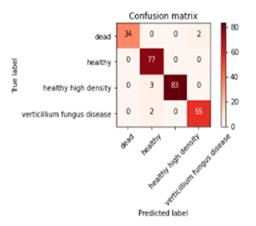 Confusion matrix
dead 34 0 0 2
healthy 0 77 0 0
healthy high density 0 3 83 0
verticillium fungus disease 0 2 0 55
True label
dead
healthy
healthy high density
verticillium fungus disease
Predicted label
80
60
40
20
0